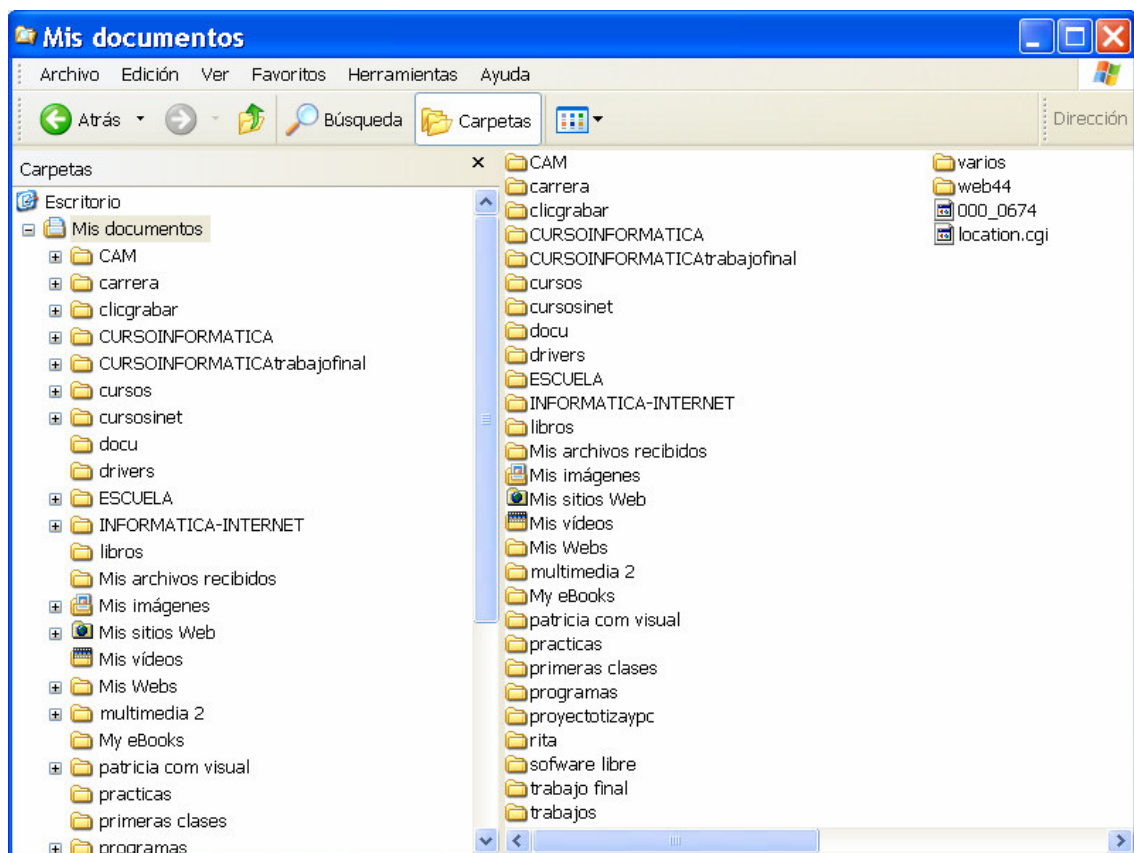 Mis documentos
Archivo Edición Ver Favoritos Herramientas Ayuda
Atrás Búsqueda Carpetas Dirección
Carpetas
Escritorio
Mis documentos
CAM
carrera
clicgrabar
CURSOINFORMATICA
CURSOINFORMATICAtrabajofinal
cursos
cursosinet
docu
drivers
ESCUELA
INFORMATICA-INTERNET
libros
Mis archivos recibidos
Mis imágenes
Mis sitios Web
Mis vídeos
Mis Webs
multimedia 2
My eBooks
patricia com visual
practicas
primeras clases
programas
CAM
carrera
clicgrabar
CURSOINFORMATICA
CURSOINFORMATICAtrabajofinal
cursos
cursosinet
docu
drivers
ESCUELA
INFORMATICA-INTERNET
libros
Mis archivos recibidos
Mis imágenes
Mis sitios Web
Mis vídeos
Mis Webs
multimedia 2
My eBooks
patricia com visual
practicas
primeras clases
programas
proyectotizaypc
rita
sofware libre
trabajo final
trabajos
varios
web44
000_0674
location.cgi